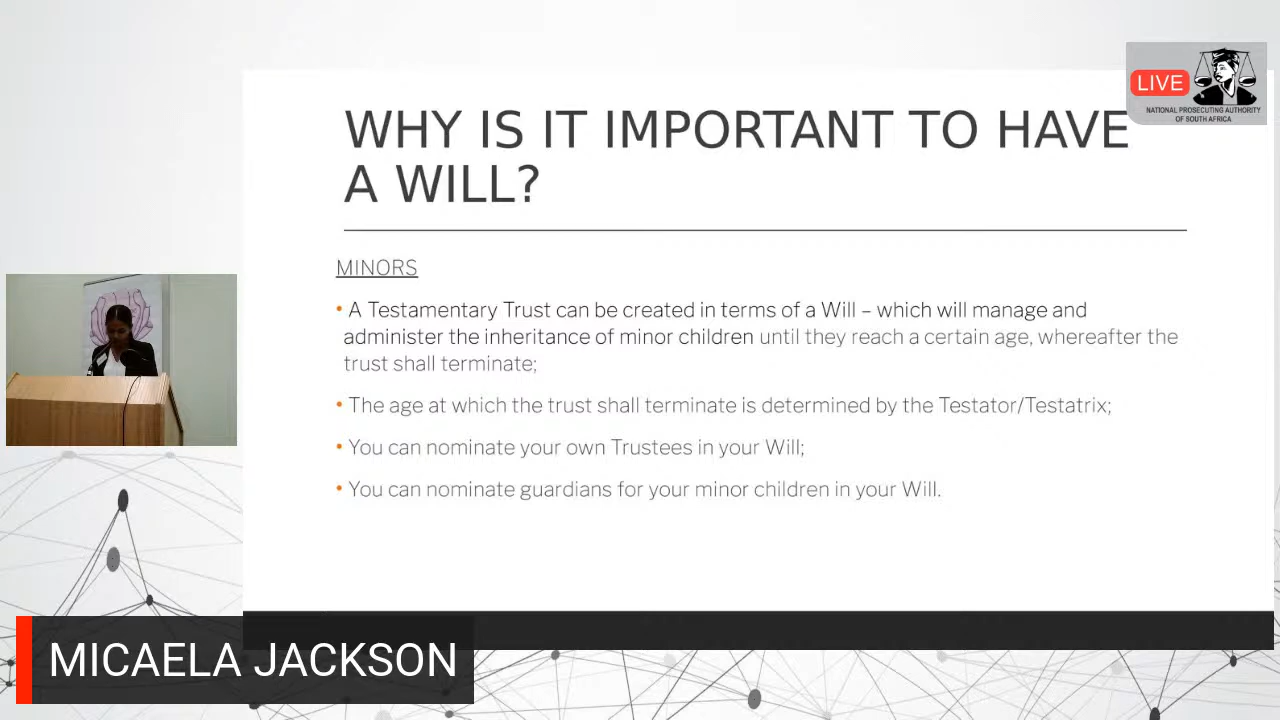 LIVE
NATIONAL PROSECUTING AUTHORITY
OF SOUTH AFRICA
WHY IS IT IMPORTANT TO HAVE
A WILL?
MINORS
• A Testamentary Trust can be created in terms of a Will – which will manage and
administer the inheritance of minor children until they reach a certain age, whereafter the
trust shall terminate;
• The age at which the trust shall terminate is determined by the Testator/Testatrix;
• You can nominate your own Trustees in your Will;
• You can nominate guardians for your minor children in your Will.
MICAELA JACKSON